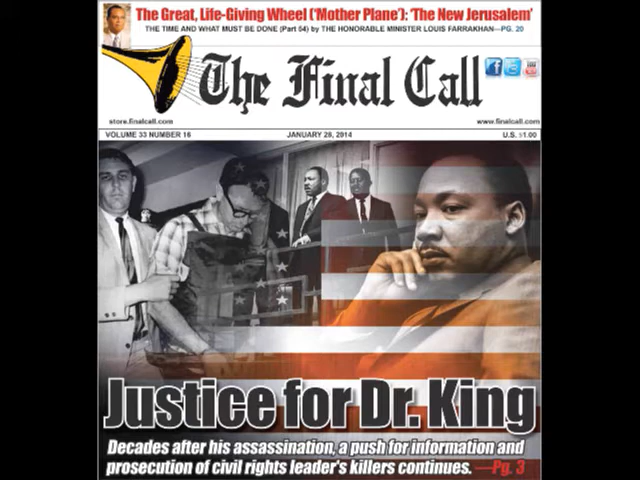 The Great, Life-Giving Wheel ('Mother Plane'): 'The New Jerusalem'
THE TIME AND WHAT MUST BE DONE (Part 54) by THE HONORABLE MINISTER LOUIS FARRAKHAN—PG. 20
The Final Call
store.finalcall.com
www.finalcall.com
VOLUME 33 NUMBER 16
JANUARY 28, 2014
U.S. $1.00
Justice for Dr. King
Decades after his assassination, a push for information and
prosecution of civil rights leader's killers continues. —Pg. 3